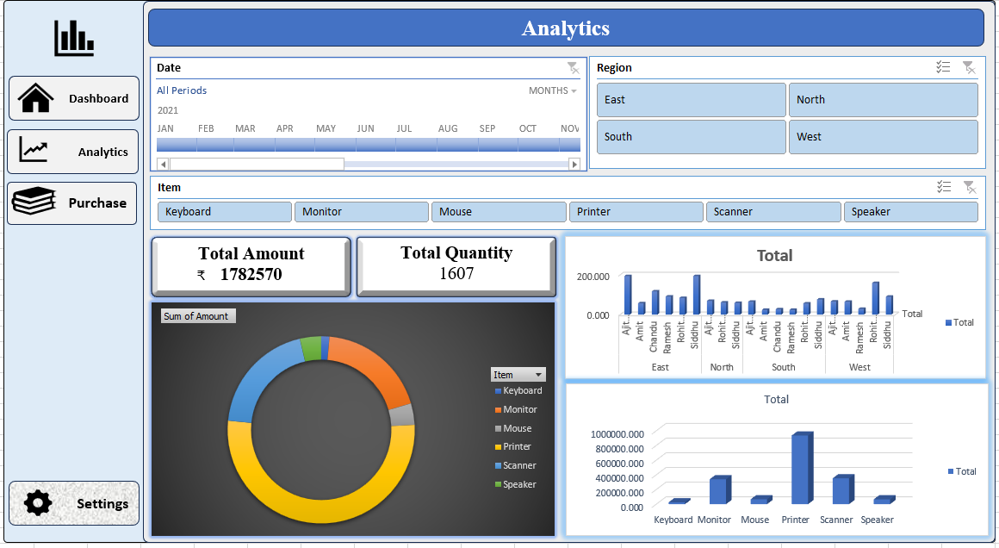 Analytics
Dashboard
Analytics
Purchase
Settings
Date
All Periods
MONTHS
2021
JAN FEB MAR APR MAY JUN JUL AUG SEP OCT NOV
Region
East North
South West
Item
Keyboard Monitor Mouse Printer Scanner Speaker
Total Amount
₹ 1782570
Total Quantity
1607
Sum of Amount
Item
Keyboard
Monitor
Mouse
Printer
Scanner
Speaker
Total
200.000
0.000
Ajit... Amit Chandu Ramesh Rohit... Siddhu Ajit... Rohit... Siddhu Ajit... Amit Chandu Ramesh Rohit... Siddhu Ajit... Amit Ramesh Rohit... Siddhu
East North South West
Total
Total
Total
1000000.000
800000.000
600000.000
400000.000
200000.000
0.000
Keyboard Monitor Mouse Printer Scanner Speaker
Total